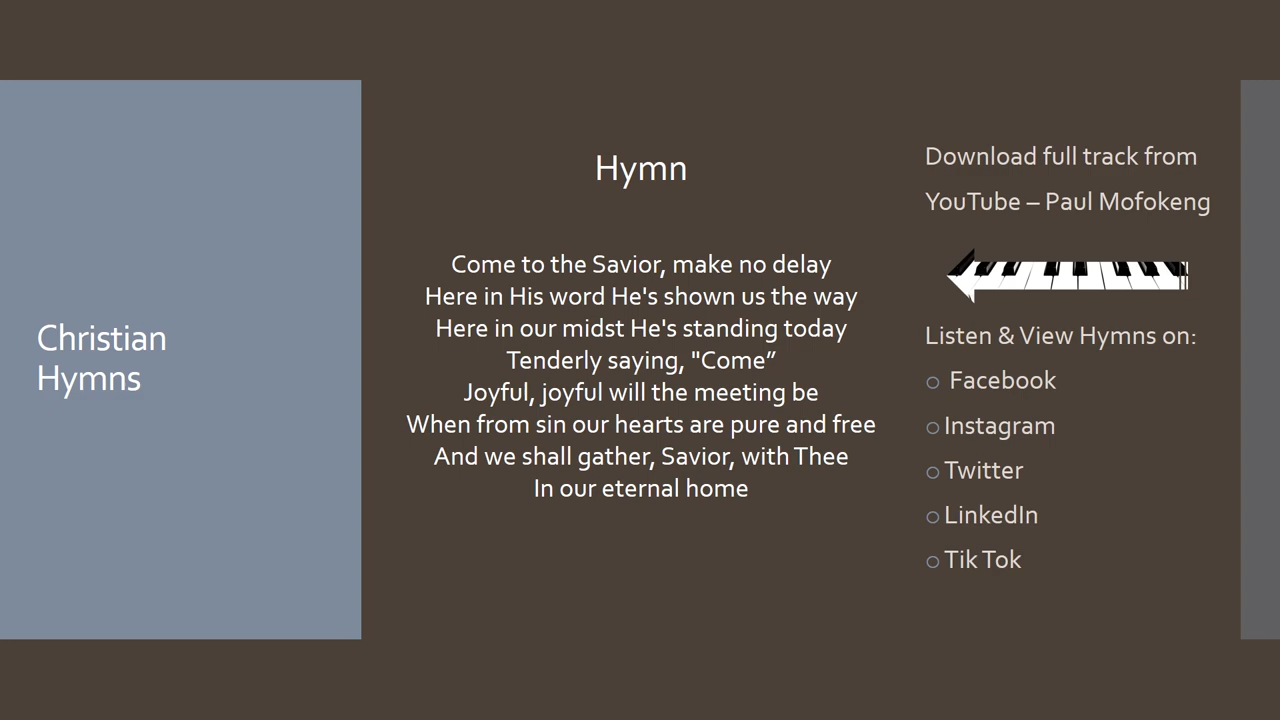 Christian
Hymns
Hymn
Come to the Savior, make no delay
Here in His word He's shown us the way
Here in our midst He's standing today
Tenderly saying, "Come”
Joyful, joyful will the meeting be
When from sin our hearts are pure and free
And we shall gather, Savior, with Thee
In our eternal home
Download full track from
YouTube – Paul Mofokeng
Listen & View Hymns on:
Facebook
Instagram
Twitter
LinkedIn
Tik Tok